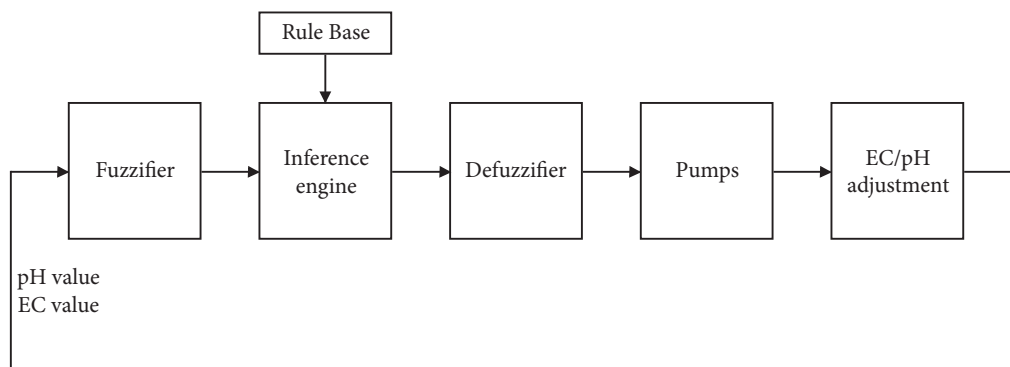 Rule Base
Fuzzifier
Inference
engine
Defuzzifier
Pumps
EC/pH
adjustment
pH value
EC value